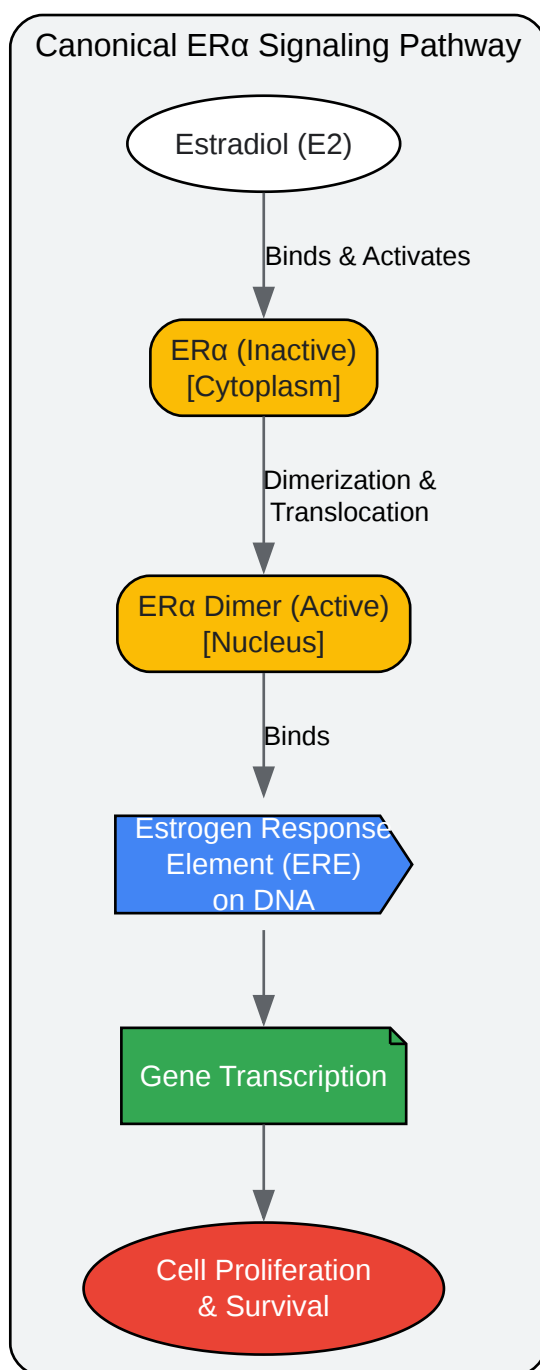 Canonical ERα Signaling Pathway
Estradiol (E2)
Binds & Activates
ERα (Inactive)
[Cytoplasm]
Dimerization &
Translocation
ERα Dimer (Active)
[Nucleus]
Binds
Estrogen Response
Element (ERE)
on DNA
Gene Transcription
Cell Proliferation
& Survival